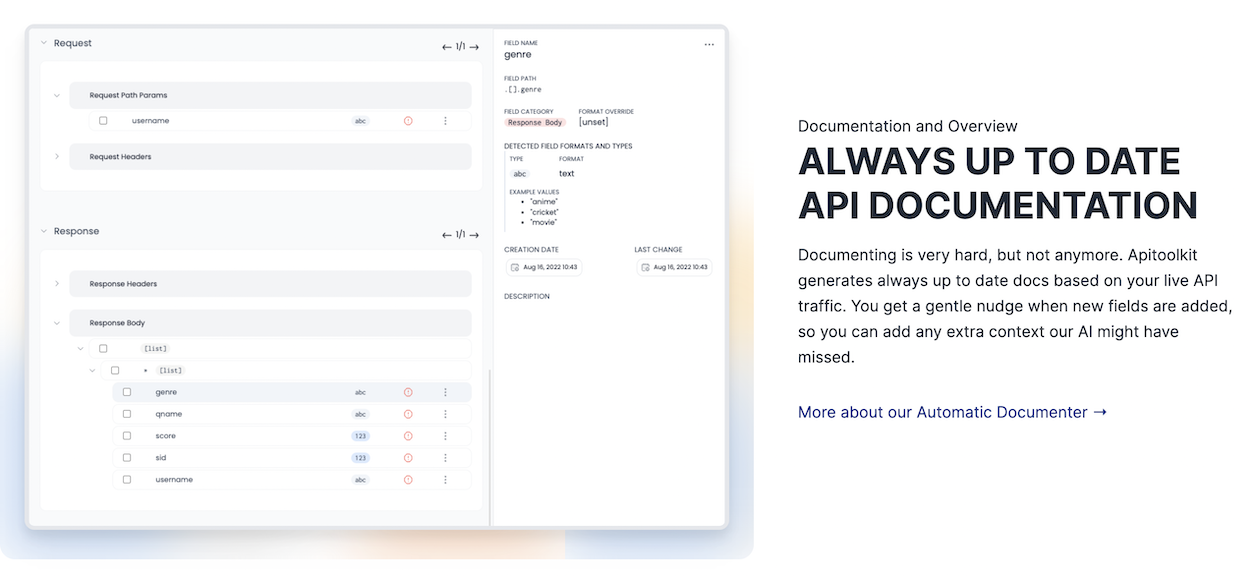 Request
← 1/1 →
Request Path Params
username
abc
Request Headers
Response
← 1/1 →
Response Headers
Response Body
[list]
[list]
genre
abc
qname
abc
score
123
sid
123
username
abc
FIELD NAME
genre
FIELD PATH
.[].genre
FIELD CATEGORY FORMAT OVERRIDE
Response Body [unset]
DETECTED FIELD FORMATS AND TYPES
TYPE FORMAT
abc text
EXAMPLE VALUES
• "anime"
• "cricket"
• "movie"
CREATION DATE LAST CHANGE
Aug 16, 2022 10:43 Aug 16, 2022 10:43
DESCRIPTION
Documentation and Overview
ALWAYS UP TO DATE
API DOCUMENTATION
Documenting is very hard, but not anymore. Apitoolkit
generates always up to date docs based on your live API
traffic. You get a gentle nudge when new fields are added,
so you can add any extra context our AI might have
missed.
More about our Automatic Documenter →